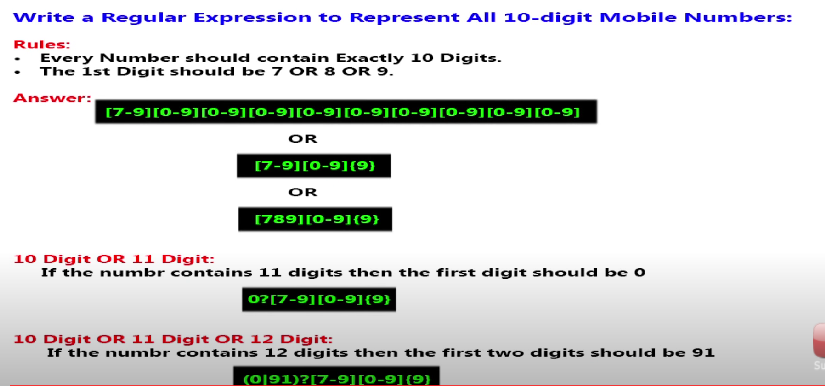 Write a Regular Expression to Represent All 10-digit Mobile Numbers:
Rules:
• Every Number should contain Exactly 10 Digits.
• The 1st Digit should be 7 OR 8 OR 9.
Answer: [7-9][0-9][0-9][0-9][0-9][0-9][0-9][0-9][0-9][0-9]
OR
[7-9][0-9]{9}
OR
[789][0-9]{9}
10 Digit OR 11 Digit:
If the numbr contains 11 digits then the first digit should be 0
0?[7-9][0-9]{9}
10 Digit OR 11 Digit OR 12 Digit:
If the numbr contains 12 digits then the first two digits should be 91
(0|91)?[7-9][0-9]{9}